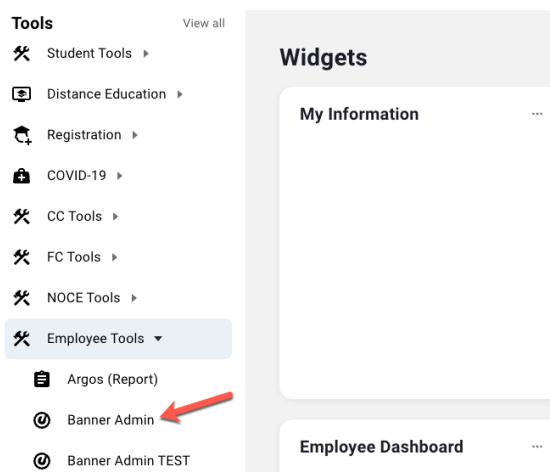 Tools
View all
Student Tools
Distance Education
Registration
COVID-19
CC Tools
FC Tools
NOCE Tools
Employee Tools
Argos (Report)
Banner Admin
Banner Admin TEST
Widgets
My Information
Employee Dashboard